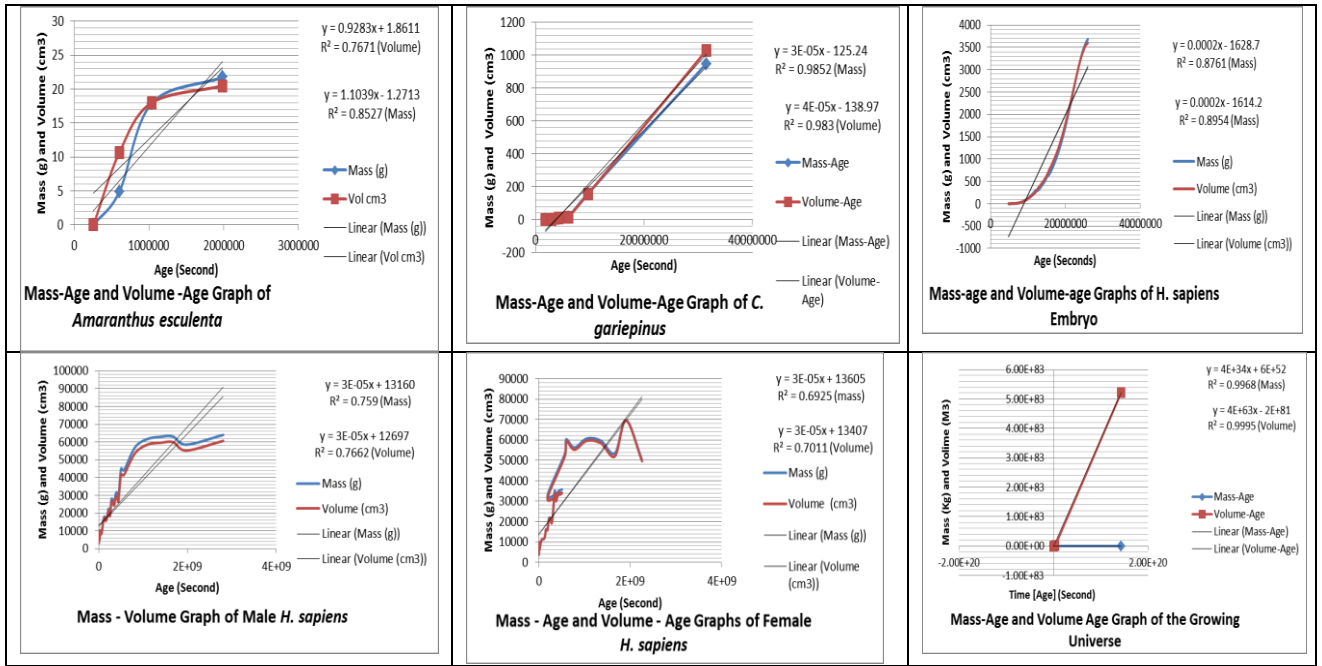 30
25
20
15
10
5
0
Mass (g) and Volume (cm3)
0
1000000
2000000
3000000
Age (Second)
y = 0.9283x + 1.8611
R² = 0.7671 (Volume)
y = 1.1039x - 1.2713
R² = 0.8527 (Mass)
Mass (g)
Vol cm3
Linear (Mass (g))
Linear (Vol cm3)
Mass-Age and Volume -Age Graph of
Amaranthus esculenta
1200
1000
800
600
400
200
0
-200
Mass (g) and Volume (cm3)
0
20000000
40000000
Age (Second)
y = 3E-05x - 125.24
R² = 0.9852 (Mass)
y = 4E-05x - 138.97
R² = 0.983 (Volume)
Mass-Age
Volume-Age
Linear (Mass-Age)
Linear (Volume-
Age)
Mass-Age and Volume-Age Graph of C.
gariepinus
4000
3500
3000
2500
2000
1500
1000
500
0
-500
-1000
Mass (g) and Volume (cm3)
0
20000000
40000000
Age (Seconds)
y = 0.0002x - 1628.7
R² = 0.8761 (Mass)
y = 0.0002x - 1614.2
R² = 0.8954 (Mass)
Mass (g)
Volume (cm3)
Linear (Mass (g))
Linear (Volume (cm3))
Mass-age and Volume-age Graphs of H. sapiens
Embryo
100000
90000
80000
70000
60000
50000
40000
30000
20000
10000
0
Mass (g) and Volume (cm3)
0
1E+09
2E+09
3E+09
4E+09
Age (Second)
y = 3E-05x + 13160
R² = 0.759 (Mass)
y = 3E-05x + 12697
R² = 0.7662 (Volume)
Mass (g)
Volume (cm3)
Linear (Mass (g))
Linear (Volume (cm3))
Mass - Volume Graph of Male H. sapiens
90000
80000
70000
60000
50000
40000
30000
20000
10000
0
Mass (g) and Volume (cm3)
0
2E+09
4E+09
Age (Second)
y = 3E-05x + 13605
R² = 0.6925 (mass)
y = 3E-05x + 13407
R² = 0.7011 (Volume)
Mass (g)
Volume (cm3)
Linear (Mass (g))
Linear (Volume
(cm3))
Mass - Age and Volume - Age Graphs of Female
H. sapiens
6.00E+83
5.00E+83
4.00E+83
3.00E+83
2.00E+83
1.00E+83
0.00E+00
-1.00E+83
Mass (Kg) and Volime (M3)
-2.00E+20
0.00E+00
2.00E+20
Time [Age] (Second)
y = 4E+34x + 6E+52
R² = 0.9968 (Mass)
y = 4E+63x - 2E+81
R² = 0.9995 (Volume)
Mass-Age
Volume-Age
Linear (Mass-Age)
Linear (Volume-Age)
Mass-Age and Volume Age Graph of the Growing
Universe